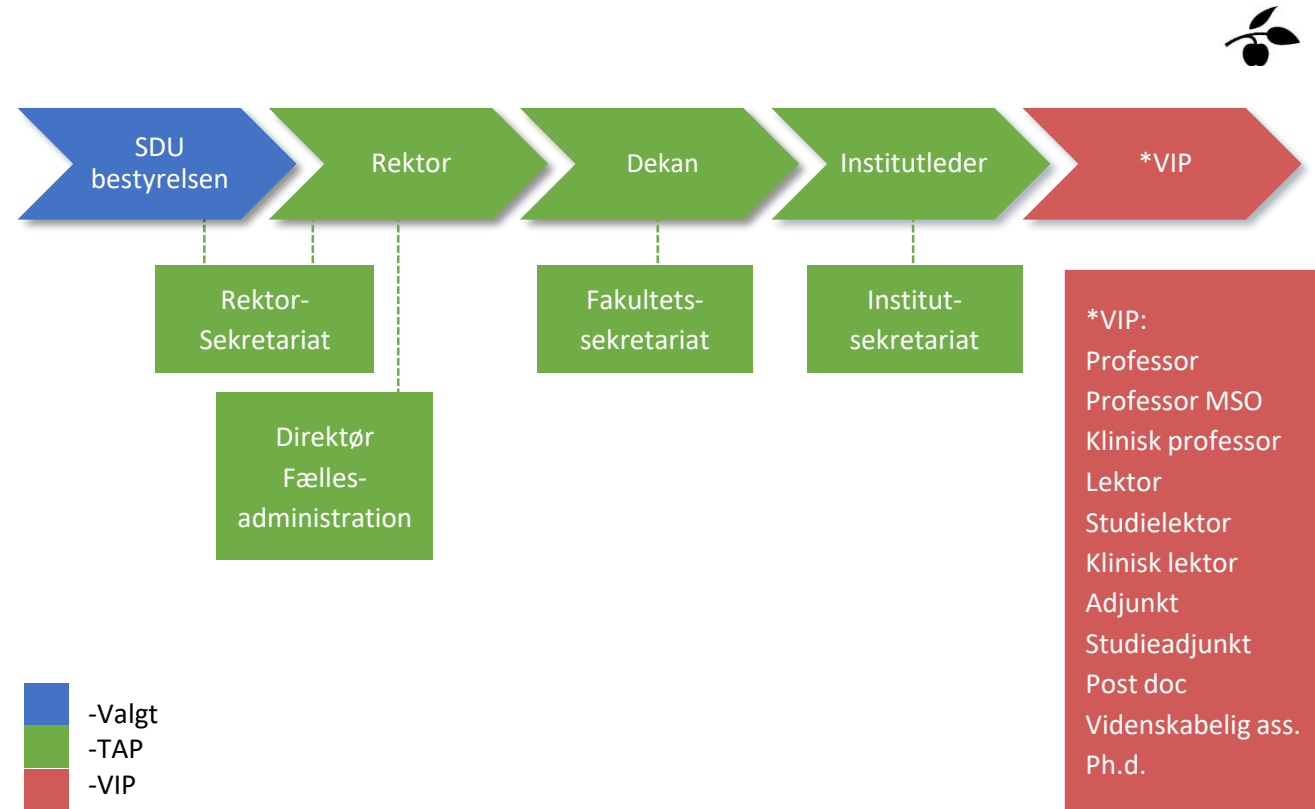 SDU
bestyrelsen
Rektor
Dekan
Institutleder
*VIP
Rektor-
Sekretariat
Fakultets-
sekretariat
Institut-
sekretariat
Direktør
Fælles-
administration
*VIP:
Professor
Professor MSO
Klinisk professor
Lektor
Studielektor
Klinisk lektor
Adjunkt
Studieadjunkt
Post doc
Videnskabelig ass.
Ph.d.
-Valgt
-TAP
-VIP